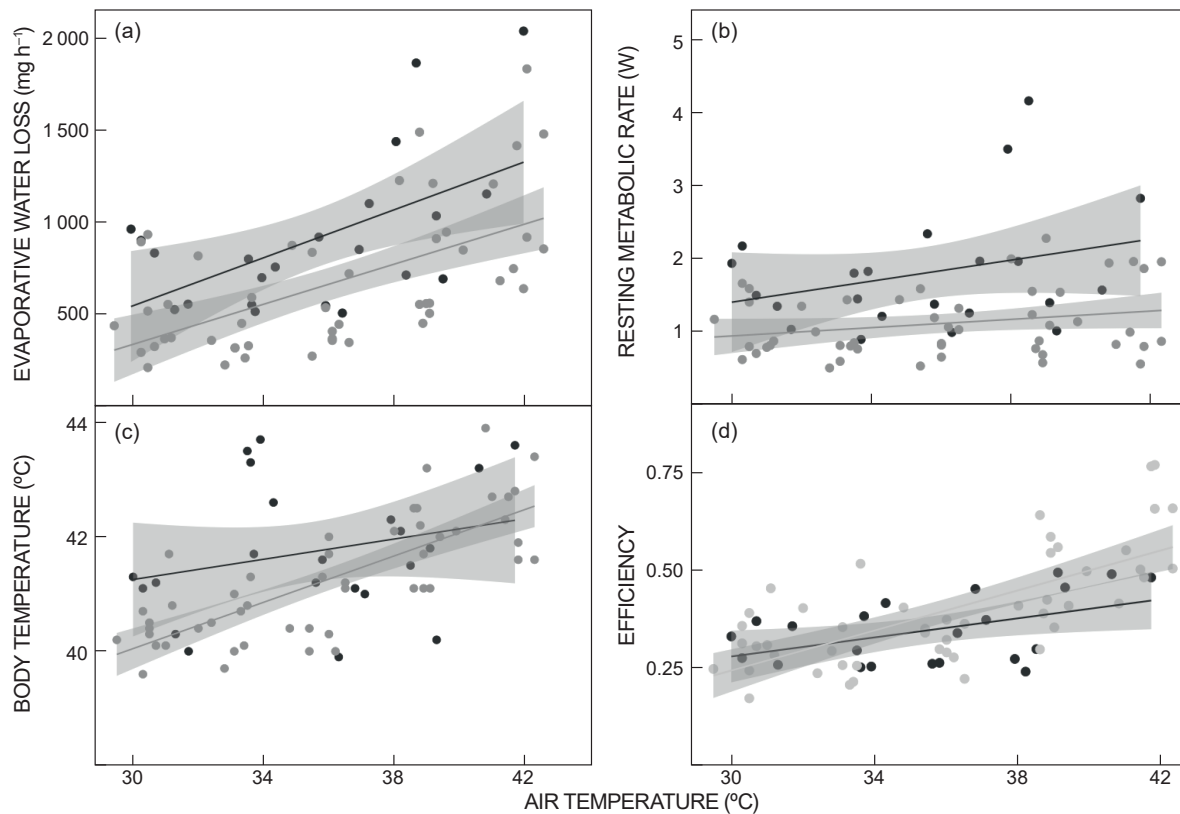 (a)
2 000
1 500
1 000
500
EVAPORATIVE WATER LOSS (mg h⁻¹)
(b)
5
4
3
2
1
RESTING METABOLIC RATE (W)
(c)
44
42
40
BODY TEMPERATURE (ºC)
30 34 38 42
(d)
0.75
0.50
0.25
EFFICIENCY
30 34 38 42
AIR TEMPERATURE (ºC)